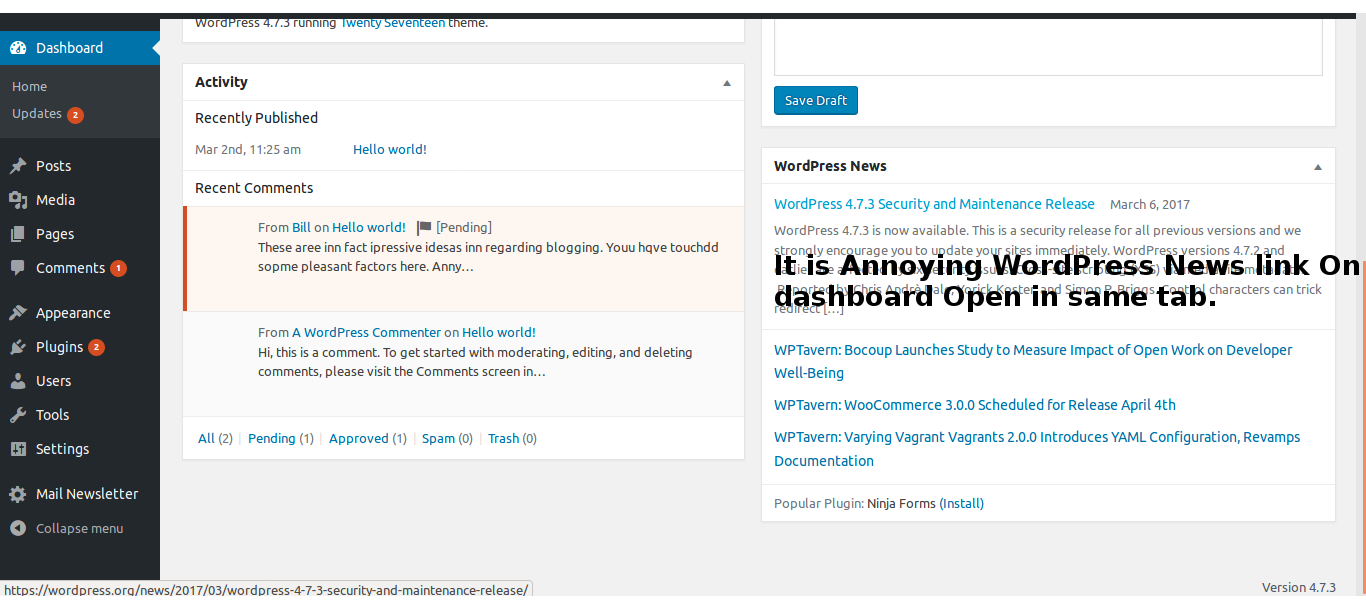 WordPress 4.7.3 running Twenty Seventeen theme.
Dashboard
Home
Updates 2
Posts
Media
Pages
Comments 1
Appearance
Plugins 2
Users
Tools
Settings
Mail Newsletter
Collapse menu
Activity
Recently Published
Mar 2nd, 11:25 am Hello world!
Recent Comments
From Bill on Hello world! [Pending]
These aree inn fact ipressive idesas inn regarding blogging. Youu hqve touchdd
sopme pleasant factors here. Anny…
From A WordPress Commenter on Hello world!
Hi, this is a comment. To get started with moderating, editing, and deleting
comments, please visit the Comments screen in…
All (2) | Pending (1) | Approved (1) | Spam (0) | Trash (0)
Save Draft
WordPress News
WordPress 4.7.3 Security and Maintenance Release March 6, 2017
WordPress 4.7.3 is now available. This is a security release for all previous versions and we
strongly encourage you to update your sites immediately. WordPress versions 4.7.2 and
It is Annoying WordPress News link On
dashboard Open in same tab.
Reported by Chris Andrè Dale, Yorick Koster, and Simon P. Briggs. Control characters can trick
redirect […]
WPTavern: Bocoup Launches Study to Measure Impact of Open Work on Developer
Well-Being
WPTavern: WooCommerce 3.0.0 Scheduled for Release April 4th
WPTavern: Varying Vagrant Vagrants 2.0.0 Introduces YAML Configuration, Revamps
Documentation
Popular Plugin: Ninja Forms (Install)
Version 4.7.3
https://wordpress.org/news/2017/03/wordpress-4-7-3-security-and-maintenance-release/